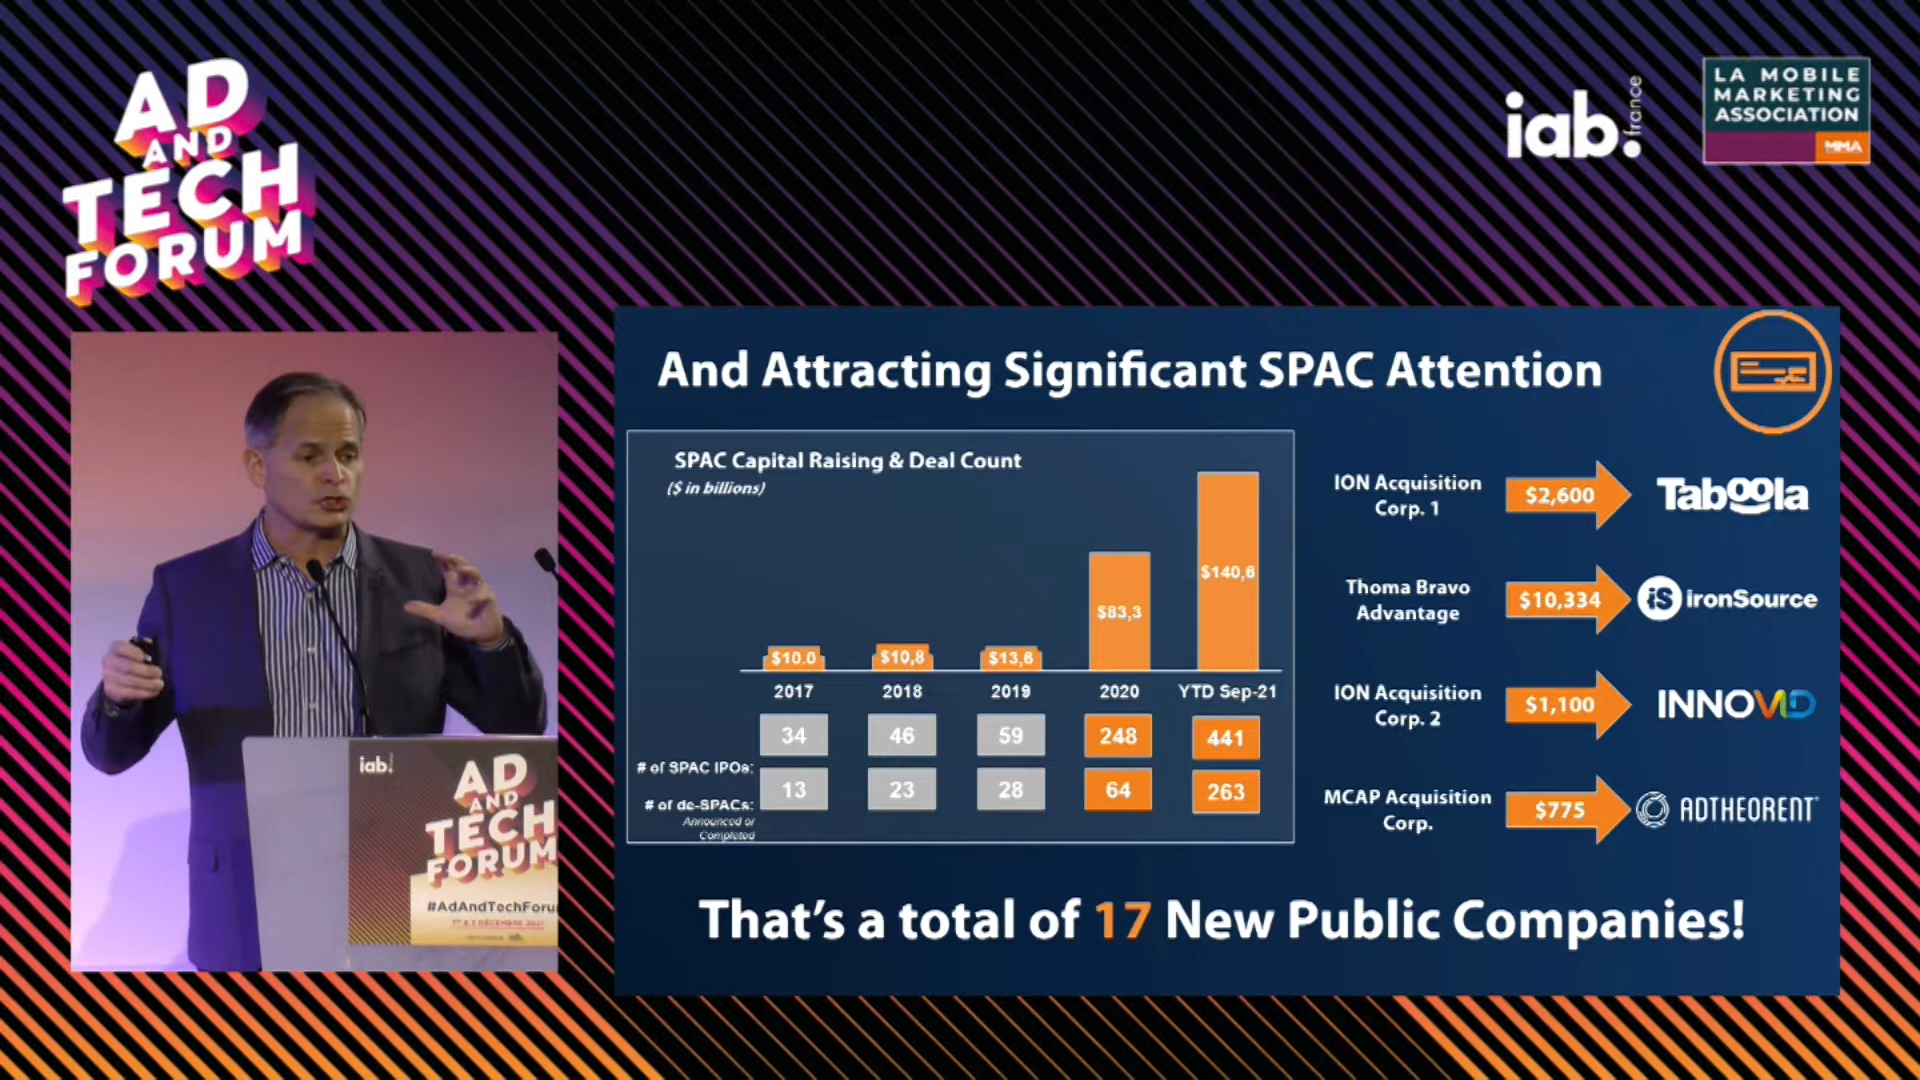 AD
AND
TECH
FORUM
iab.
france
LA MOBILE
MARKETING
ASSOCIATION
MMA
And Attracting Significant SPAC Attention
SPAC Capital Raising & Deal Count
($ in billions)
$10.0
$10,8
$13,6
$83,3
$140,6
2017
2018
2019
2020
YTD Sep-21
# of SPAC IPOs:
34
46
59
248
441
# of de-SPACs:
Announced or
Completed
13
23
28
64
263
ION Acquisition
Corp. 1
$2,600
Taboola
Thoma Bravo
Advantage
$10,334
iS ironSource
ION Acquisition
Corp. 2
$1,100
INNOVID
MCAP Acquisition
Corp.
$775
ADTHEORENT
That's a total of 17 New Public Companies!
iab.
AD
AND
TECH
FORUM
#AdAndTechForu